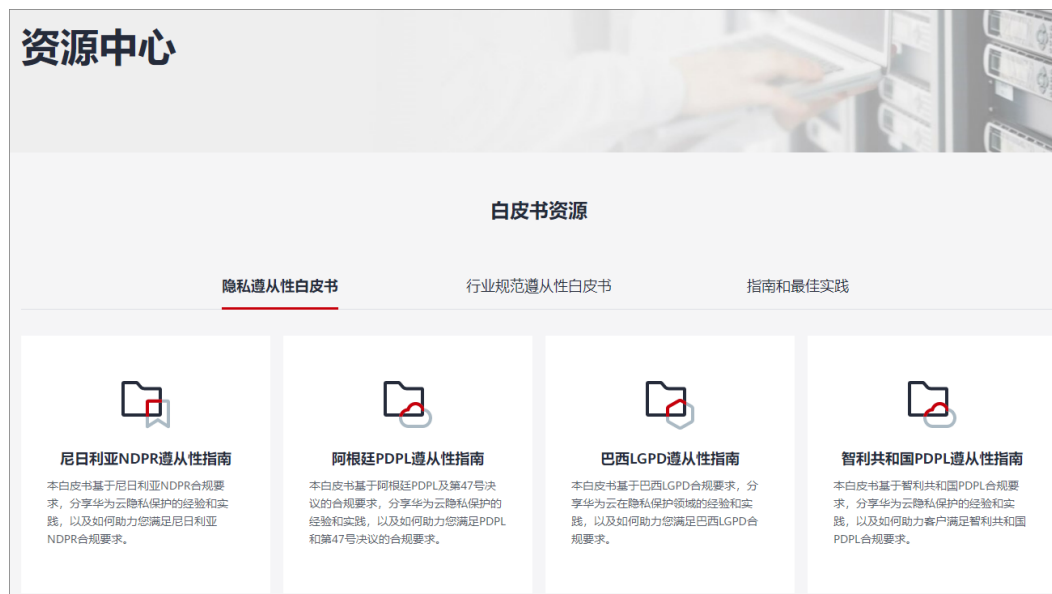 资源中心
白皮书资源
隐私遵从性白皮书
行业规范遵从性白皮书
指南和最佳实践
尼日利亚NDPR遵从性指南
本白皮书基于尼日利亚NDPR合规要
求，分享华为云隐私保护的经验和实
践，以及如何助力您满足尼日利亚
NDPR合规要求。
阿根廷PDPL遵从性指南
本白皮书基于阿根廷PDPL及第47号决
议的合规要求，分享华为云隐私保护的
经验和实践，以及如何助力您满足PDPL
和第47号决议的合规要求。
巴西LGPD遵从性指南
本白皮书基于巴西LGPD合规要求，分
享华为云在隐私保护领域的经验和实
践，以及如何助力您满足巴西LGPD合
规要求。
智利共和国PDPL遵从性指南
本白皮书基于智利共和国PDPL合规要
求，分享华为云隐私保护的经验和实
践，以及如何助力客户满足智利共和国
PDPL合规要求。